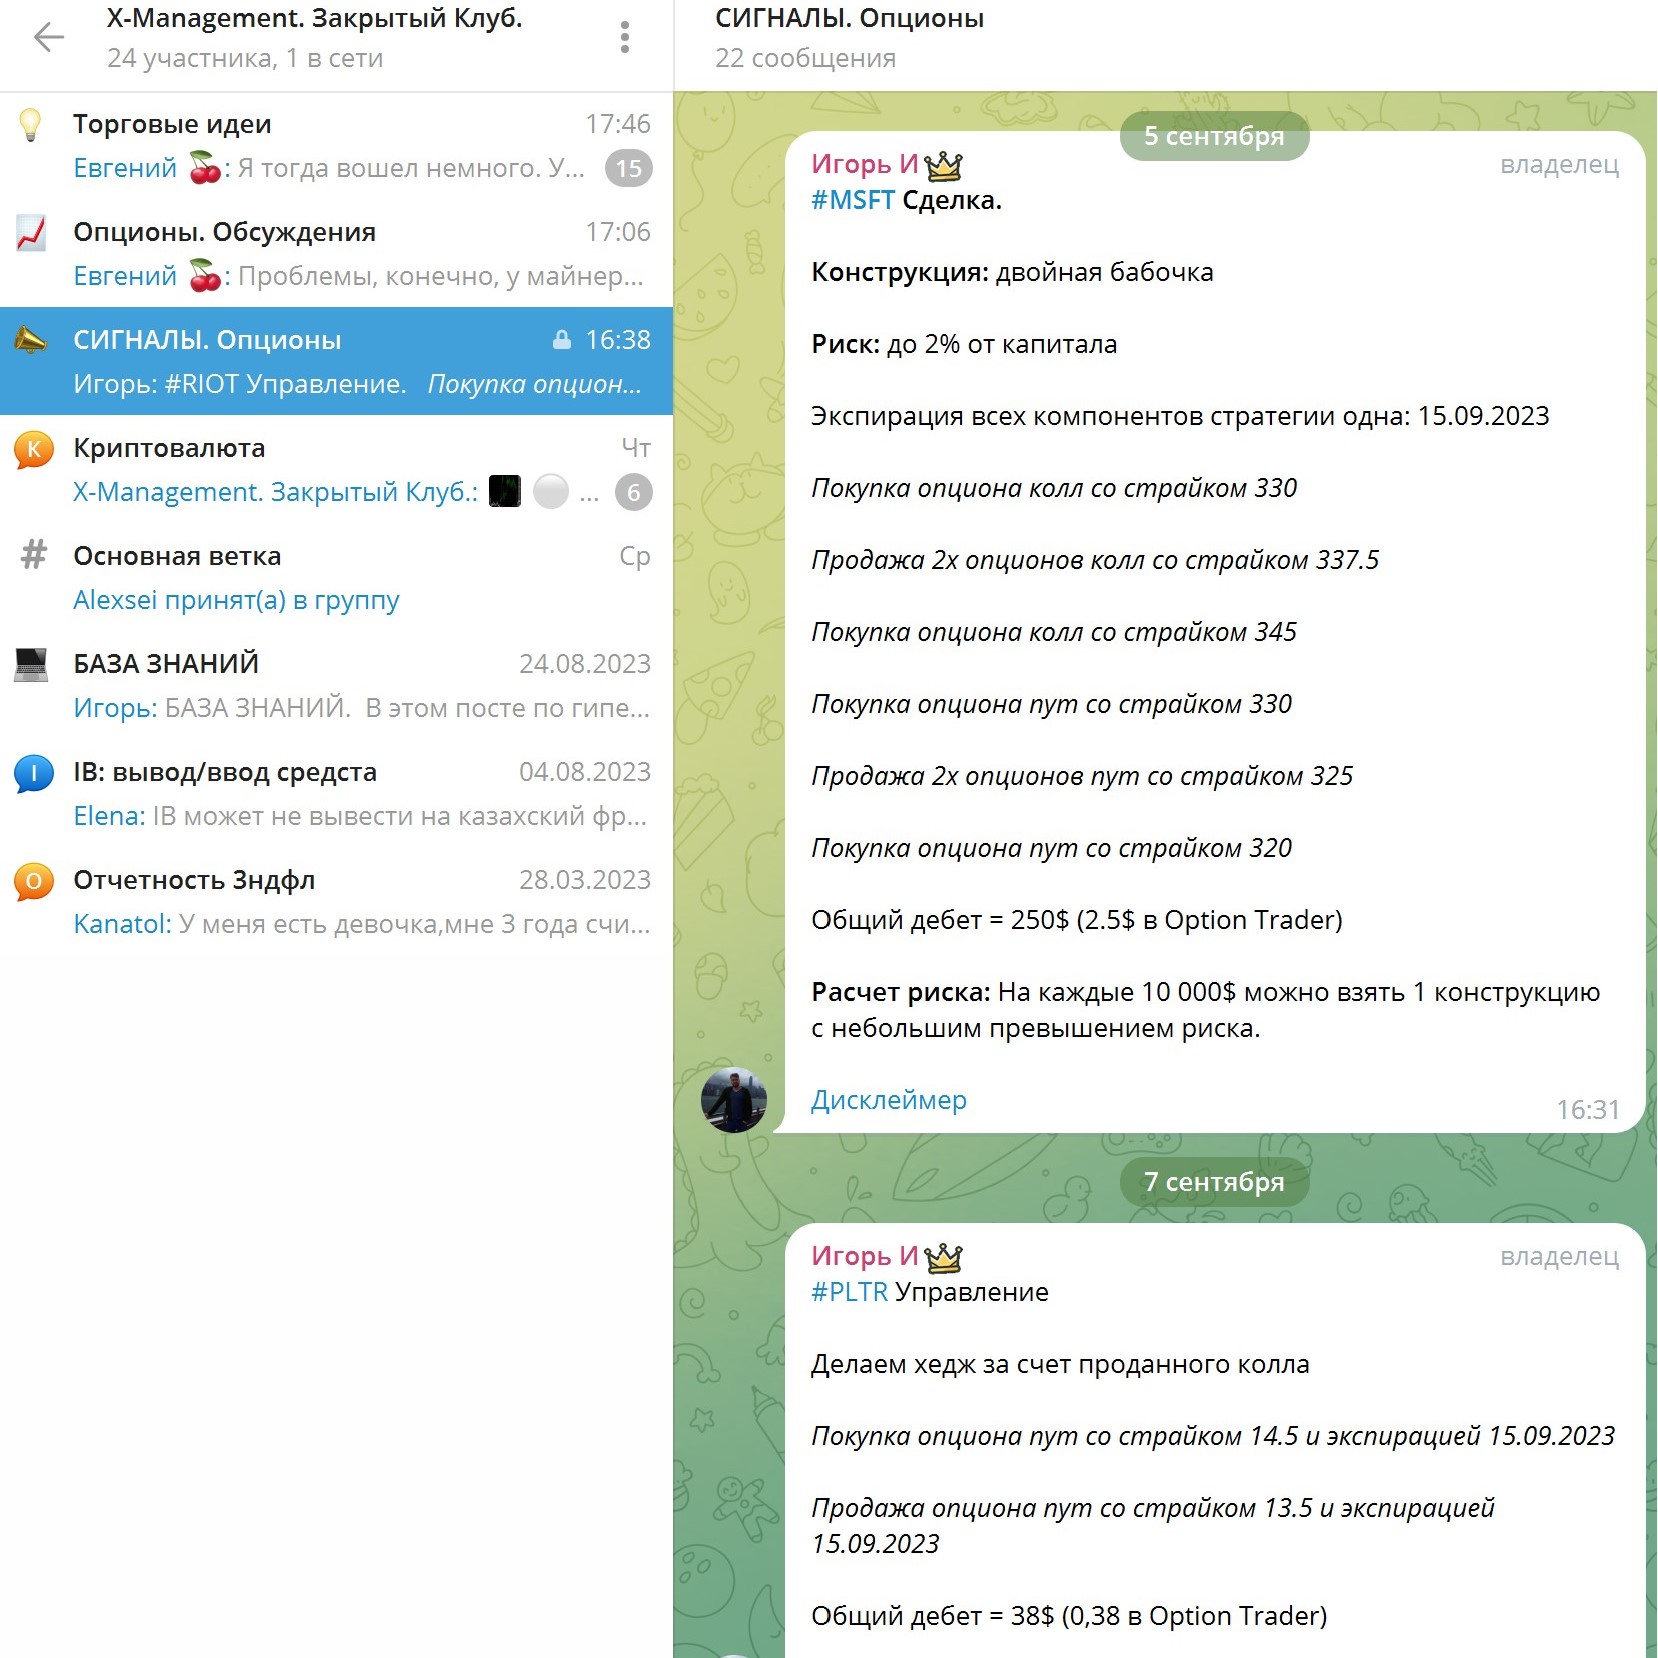 X-Management. Закрытый Клуб.
24 участника, 1 в сети
Торговые идеи 17:46
Евгений 🍒: Я тогда вошел немного. У... 15
Опционы. Обсуждения 17:06
Евгений 🍒: Проблемы, конечно, у майнер...
СИГНАЛЫ. Опционы 16:38
Игорь: #RIOT Управление. Покупка опцион...
К
Криптовалюта Чт
X-Management. Закрытый Клуб.: ... 6
# Основная ветка Ср
Alexsei принят(а) в группу
БАЗА ЗНАНИЙ 24.08.2023
Игорь: БАЗА ЗНАНИЙ. В этом посте по гипе...
I
IB: вывод/ввод средста 04.08.2023
Elena: IB может не вывести на казахский фр...
О
Отчетность 3ндфл 28.03.2023
Kanatol: У меня есть девочка,мне 3 года счи...
СИГНАЛЫ. Опционы
22 сообщения
5 сентября
Игорь И владелец
#MSFT Сделка.
Конструкция: двойная бабочка
Риск: до 2% от капитала
Экспирация всех компонентов стратегии одна: 15.09.2023
Покупка опциона колл со страйком 330
Продажа 2х опционов колл со страйком 337.5
Покупка опциона колл со страйком 345
Покупка опциона пут со страйком 330
Продажа 2х опционов пут со страйком 325
Покупка опциона пут со страйком 320
Общий дебет = 250$ (2.5$ в Option Trader)
Расчет риска: На каждые 10 000$ можно взять 1 конструкцию
с небольшим превышением риска.
Дисклеймер
16:31
7 сентября
Игорь И владелец
#PLTR Управление
Делаем хедж за счет проданного колла
Покупка опциона пут со страйком 14.5 и экспирацией 15.09.2023
Продажа опциона пут со страйком 13.5 и экспирацией
15.09.2023
Общий дебет = 38$ (0,38 в Option Trader)